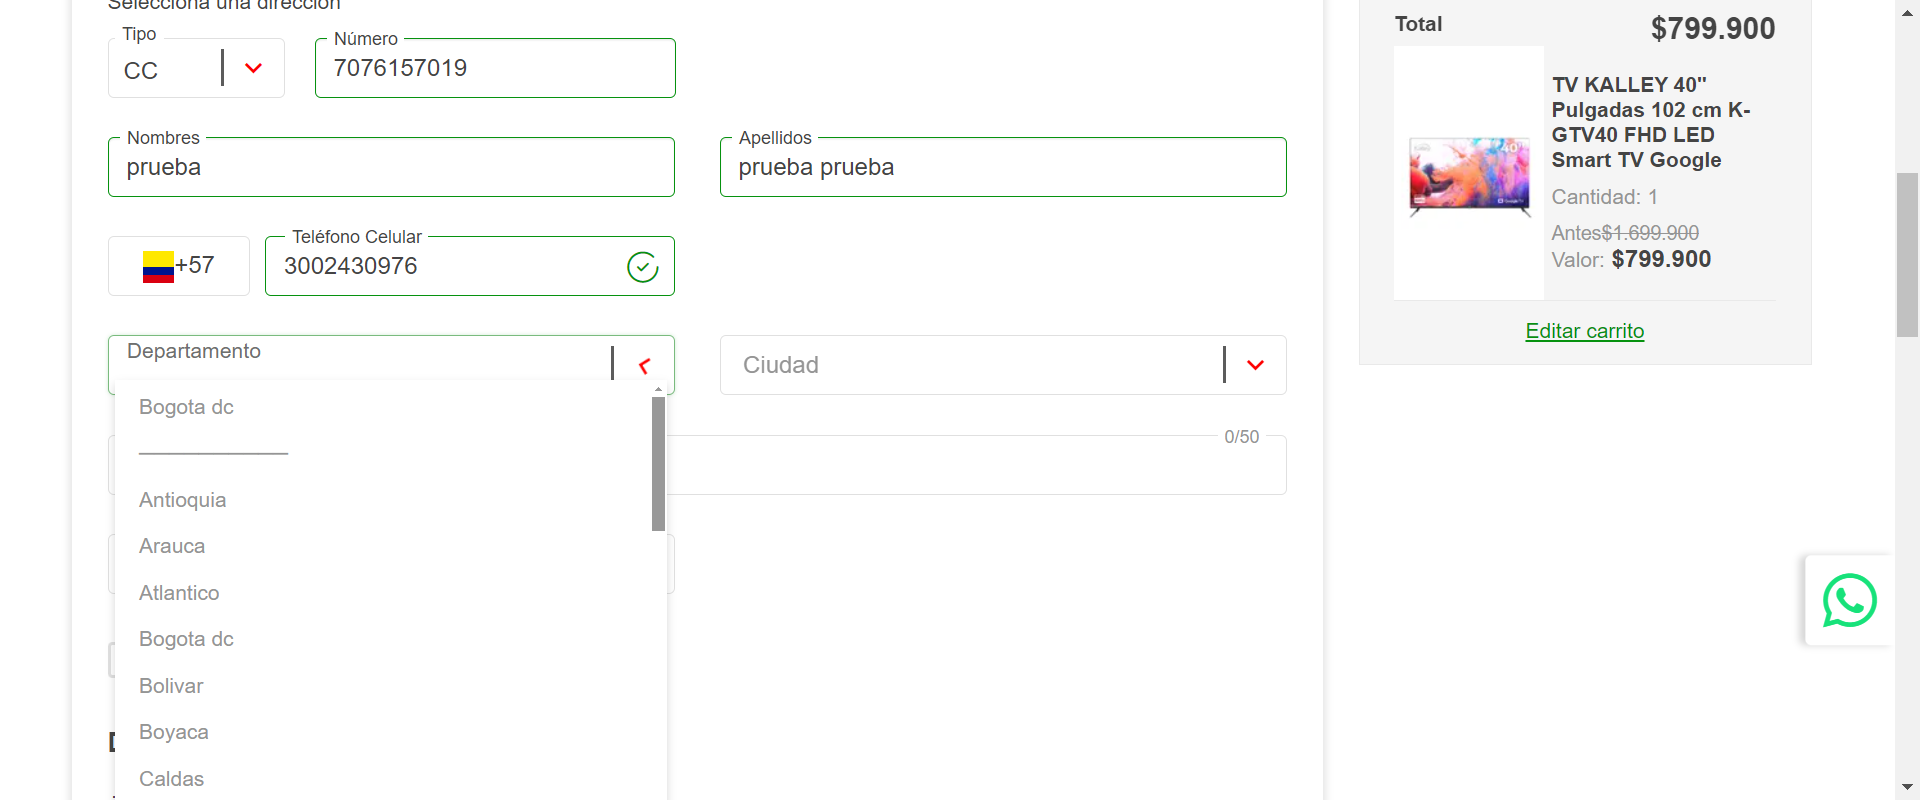 Selecciona una dirección
Tipo
CC
Número
7076157019
Nombres
prueba
Apellidos
prueba prueba
+57
Teléfono Celular
3002430976
Departamento
Ciudad
Bogota dc
0/50
Antioquia
Arauca
Atlantico
Bogota dc
Bolivar
Boyaca
Caldas
Total
$799.900
TV KALLEY 40"
Pulgadas 102 cm K-
GTV40 FHD LED
Smart TV Google
Cantidad: 1
Antes$1.699.900
Valor: $799.900
Editar carrito